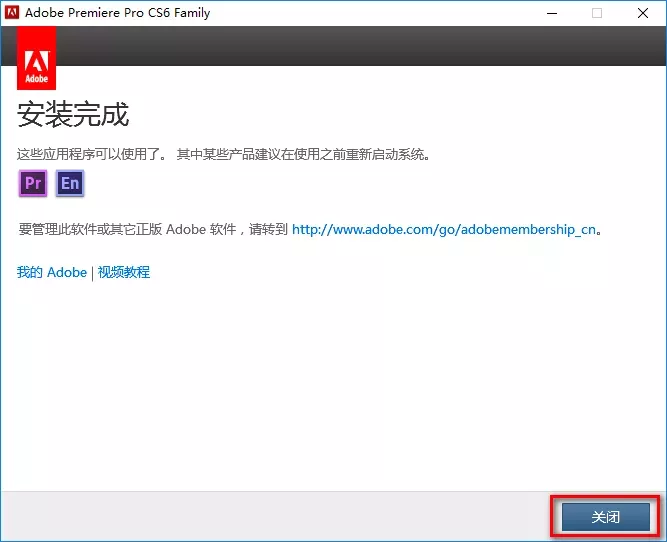 Adobe Premiere Pro CS6 Family
Adobe
安装完成
这些应用程序可以使用了。 其中某些产品建议在使用之前重新启动系统。
Pr En
要管理此软件或其它正版 Adobe 软件，请转到 http://www.adobe.com/go/adobemembership_cn。
我的 Adobe | 视频教程
关闭